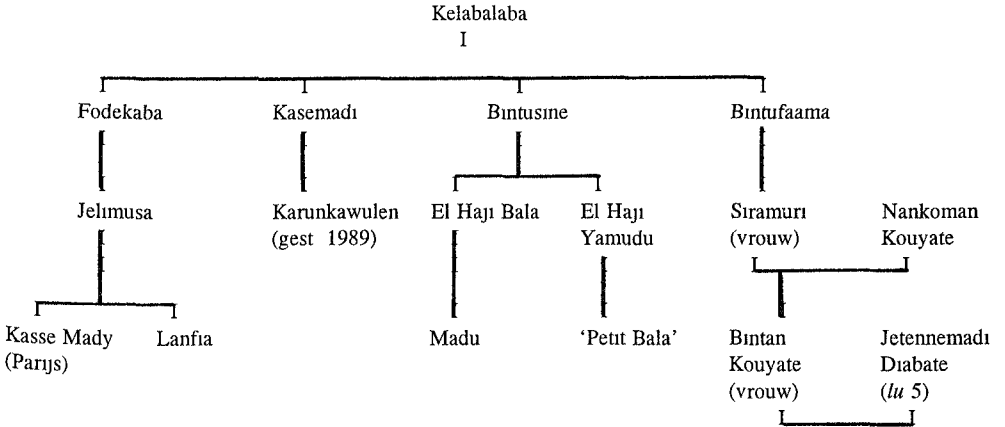 Kelabalaba
I
Fodekaba Kasemadı Bıntusıne Bıntufaama
Jelımusa Karunkawulen El Hajı Bala El Hajı Sıramurı Nankoman
(gest 1989) Yamudu (vrouw) Kouyate
Kasse Mady Lanfıa Madu ‘Petıt Bala’ Bıntan Jetennemadı
(Parıjs) Kouyate Dıabate
(vrouw) (lu 5)